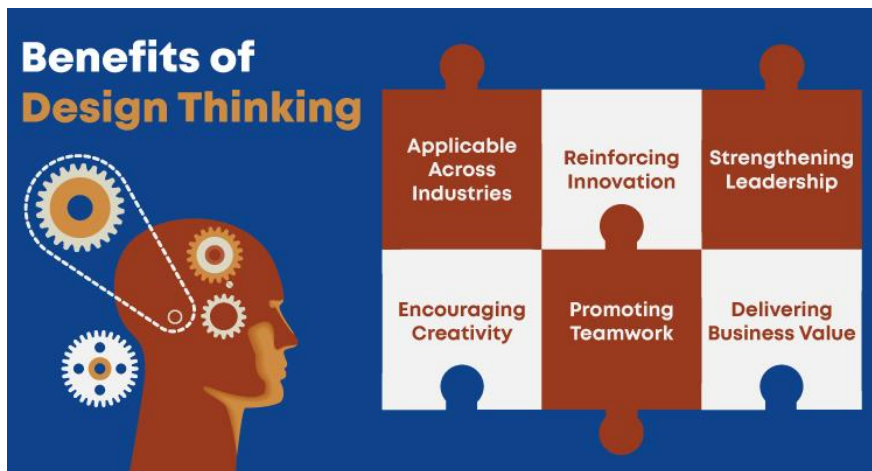 Benefits of
Design Thinking
Applicable
Across
Industries
Reinforcing
Innovation
Strengthening
Leadership
Encouraging
Creativity
Promoting
Teamwork
Delivering
Business Value